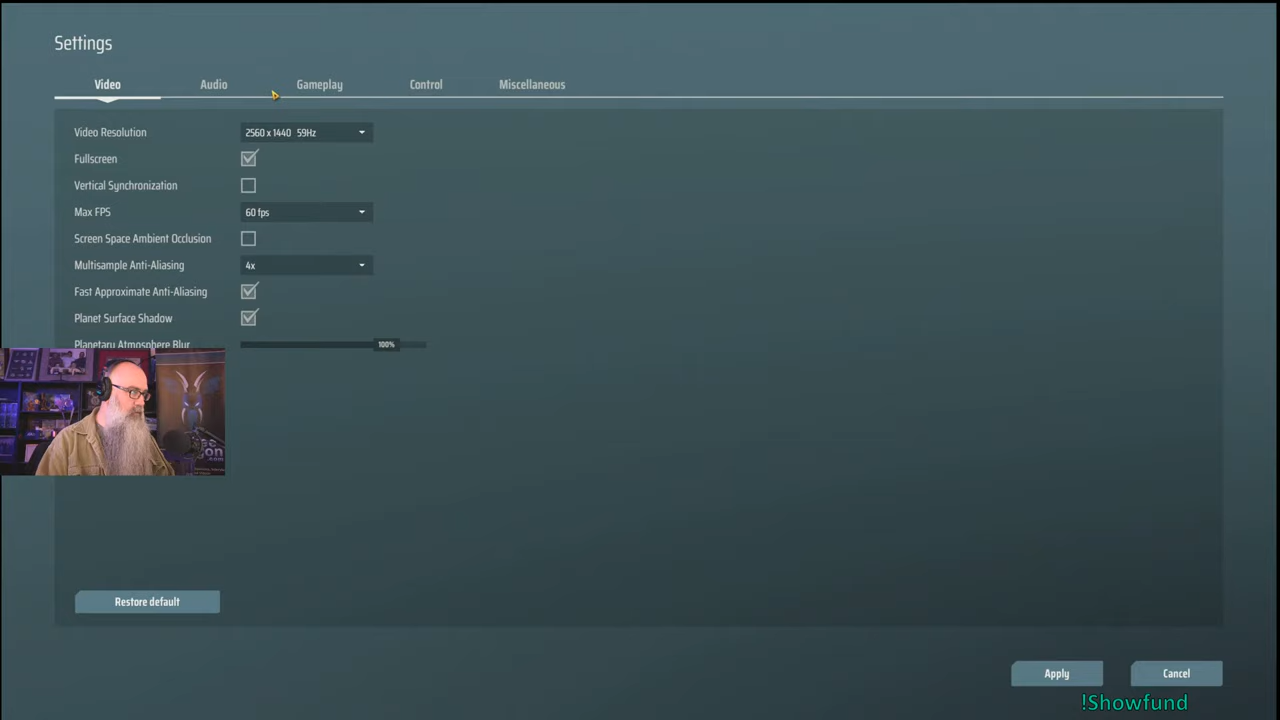 Settings
Video Audio Gameplay Control Miscellaneous
Video Resolution 2560 x 1440 59Hz
Fullscreen
Vertical Synchronization
Max FPS 60 fps
Screen Space Ambient Occlusion
Multisample Anti-Aliasing 4x
Fast Approximate Anti-Aliasing
Planet Surface Shadow
Planetary Atmosphere Blur 100%
Restore default
Apply Cancel
!Showfund